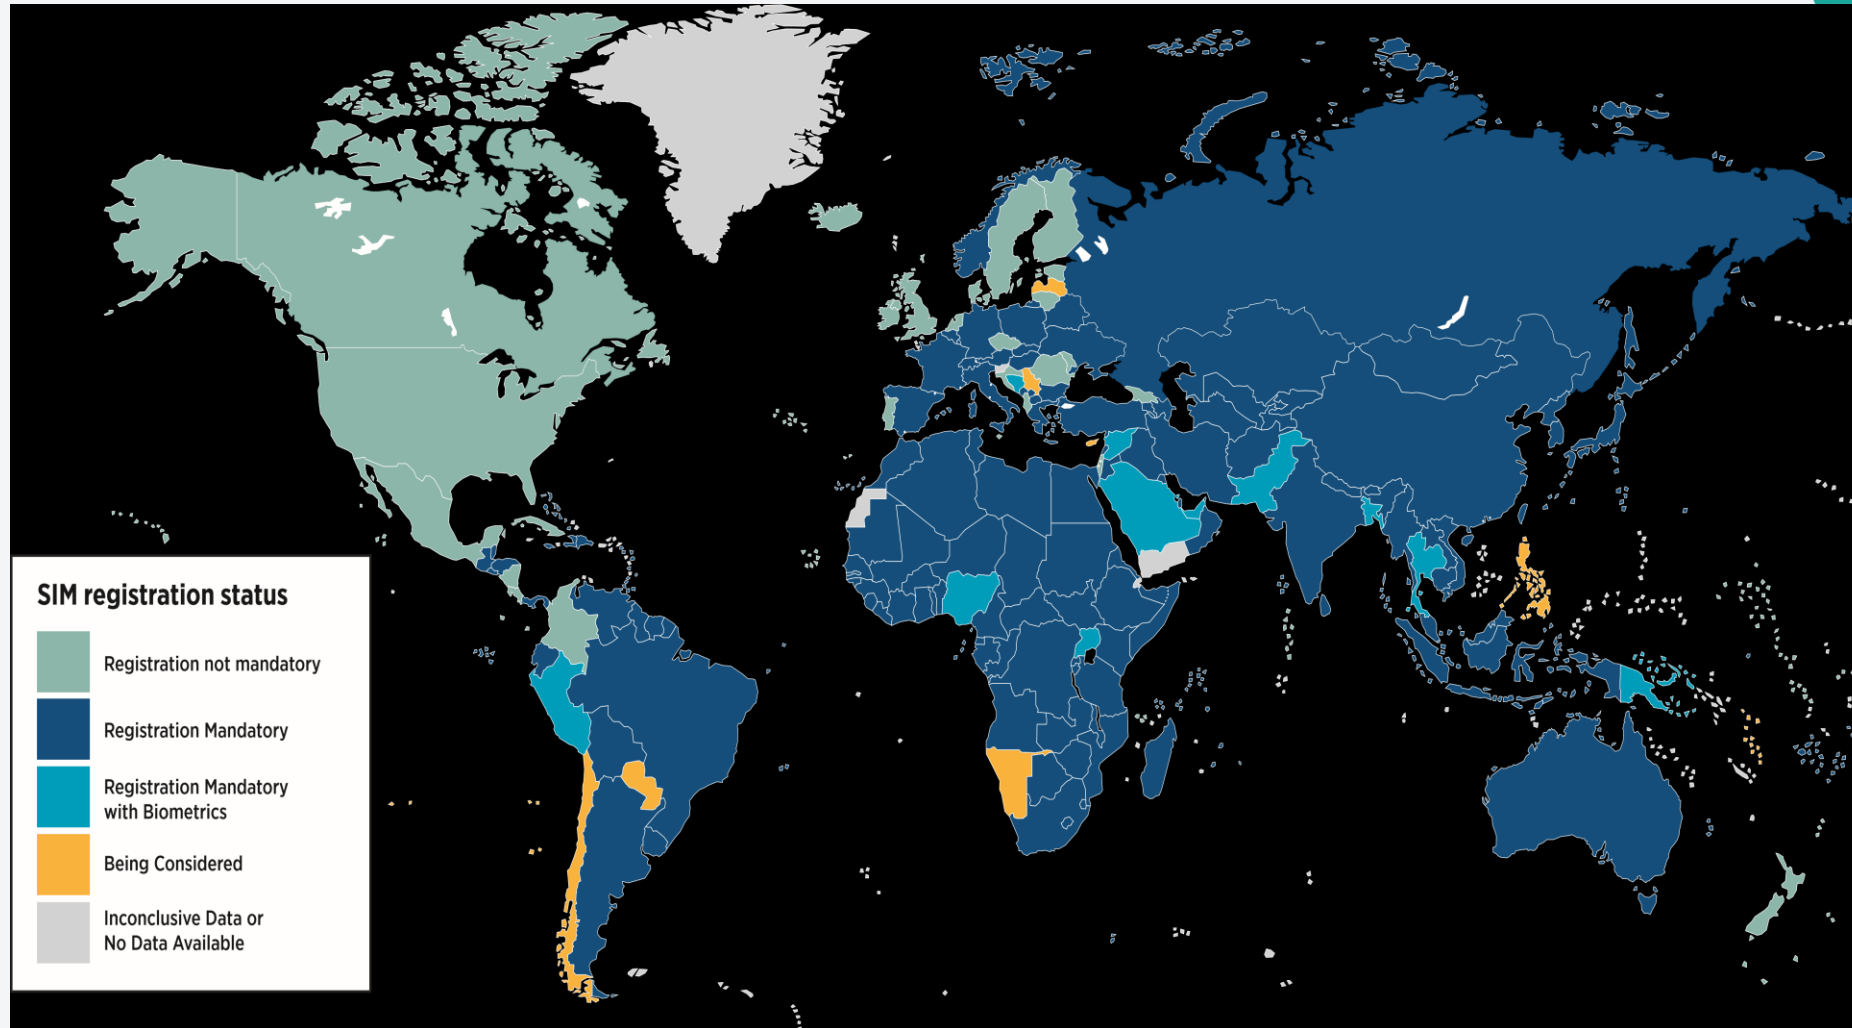 SIM registration status
Registration not mandatory
Registration Mandatory
Registration Mandatory
with Biometrics
Being Considered
Inconclusive Data or
No Data Available